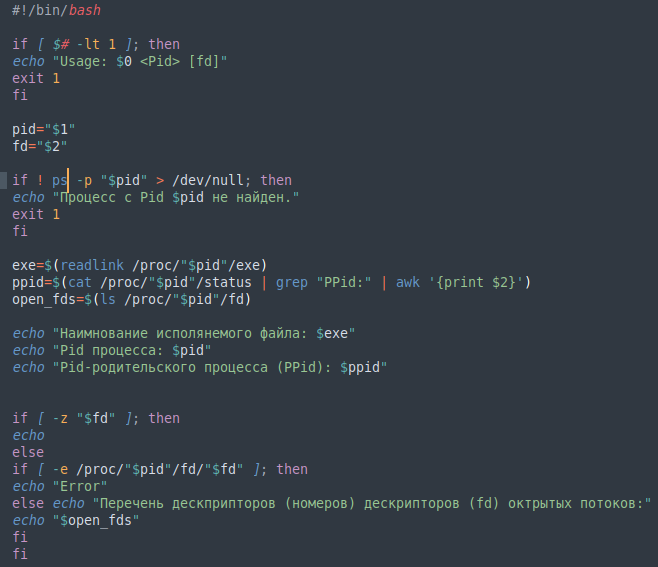 #!/bin/bash
if [ $# -lt 1 ]; then
echo "Usage: $0 <Pid> [fd]"
exit 1
fi
pid="$1"
fd="$2"
if ! ps -p "$pid" > /dev/null; then
echo "Процесс с Pid $pid не найден."
exit 1
fi
exe=$(readlink /proc/"$pid"/exe)
ppid=$(cat /proc/"$pid"/status | grep "PPid:" | awk '{print $2}')
open_fds=$(ls /proc/"$pid"/fd)
echo "Наимнование исполянемого файла: $exe"
echo "Pid процесса: $pid"
echo "Pid-родительского процесса (PPid): $ppid"
if [ -z "$fd" ]; then
echo
else
if [ -e /proc/"$pid"/fd/"$fd" ]; then
echo "Error"
else echo "Перечень дескприпторов (номеров) дескрипторов (fd) октрытых потоков:"
echo "$open_fds"
fi
fi